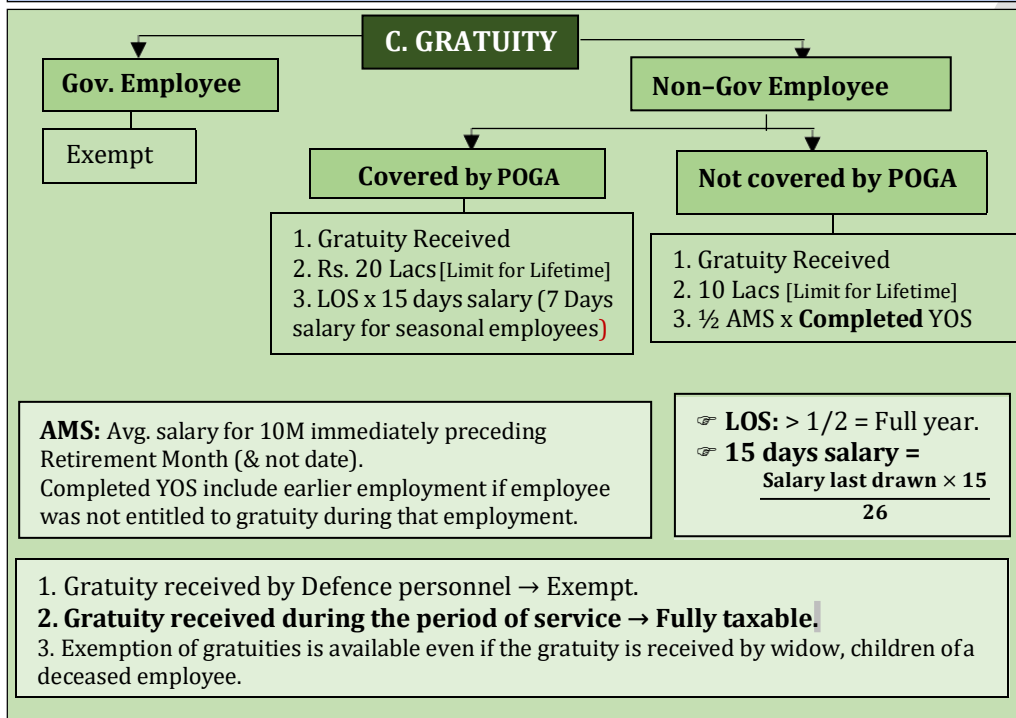 C. GRATUITY
Gov. Employee
Non–Gov Employee
Exempt
Covered by POGA
Not covered by POGA
1. Gratuity Received
2. Rs. 20 Lacs [Limit for Lifetime]
3. LOS x 15 days salary (7 Days
salary for seasonal employees)
1. Gratuity Received
2. 10 Lacs [Limit for Lifetime]
3. ½ AMS x Completed YOS
AMS: Avg. salary for 10M immediately preceding
Retirement Month (& not date).
Completed YOS include earlier employment if employee
was not entitled to gratuity during that employment.
☞ LOS: > 1/2 = Full year.
☞ 15 days salary =
Salary last drawn × 15
26
1. Gratuity received by Defence personnel → Exempt.
2. Gratuity received during the period of service → Fully taxable.
3. Exemption of gratuities is available even if the gratuity is received by widow, children of a
deceased employee.